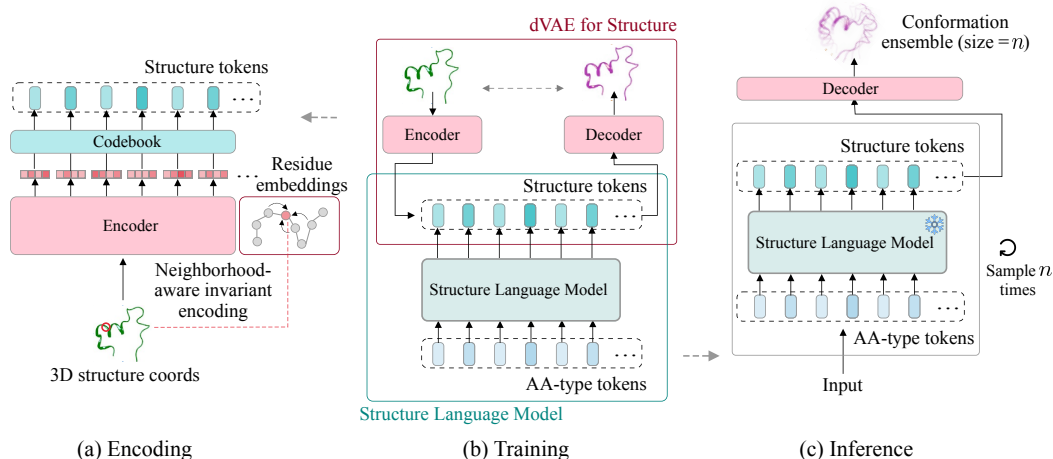 Structure tokens
Codebook
Residue
embeddings
Encoder
Neighborhood-
aware invariant
encoding
3D structure coords
(a) Encoding
dVAE for Structure
Encoder
Decoder
Structure tokens
Structure Language Model
AA-type tokens
Structure Language Model
(b) Training
Conformation
ensemble (size = n)
Decoder
Structure tokens
Structure Language Model
Sample n
times
AA-type tokens
Input
(c) Inference